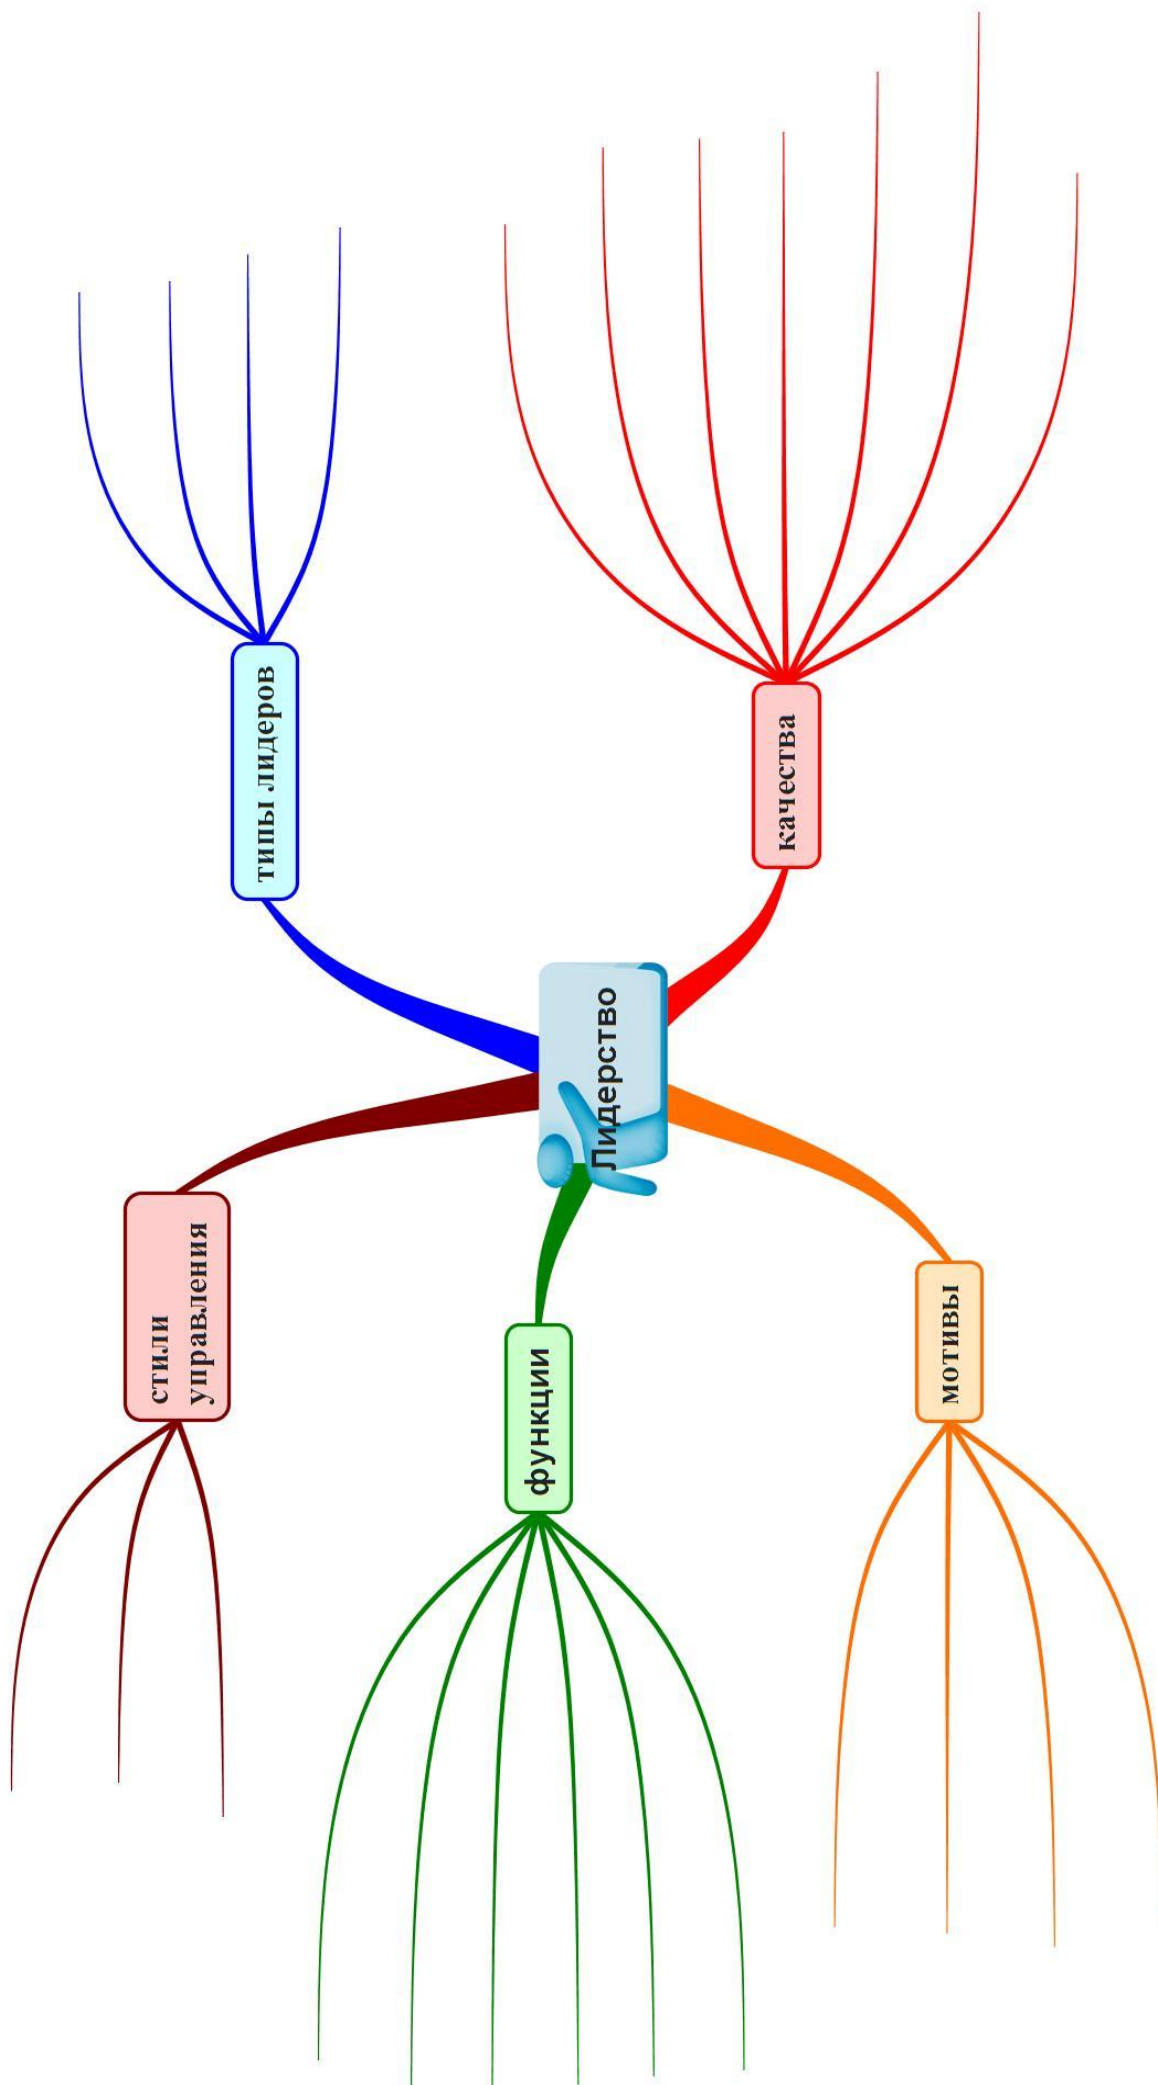 стили
управления
типы лидеров
Лидерство
функции
качества
мотивы